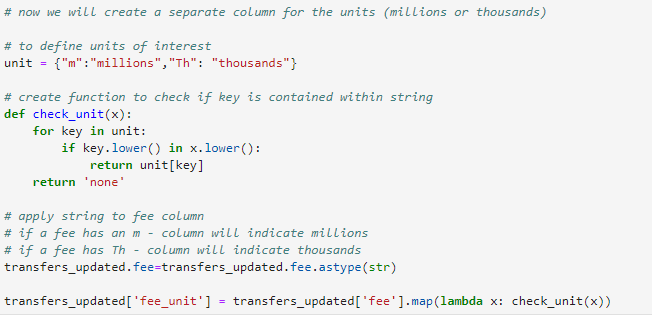 # now we will create a separate column for the units (millions or thousands)
# to define units of interest
unit = {"m":"millions","Th": "thousands"}
# create function to check if key is contained within string
def check_unit(x):
    for key in unit:
        if key.lower() in x.lower():
            return unit[key]
    return 'none'
# apply string to fee column
# if a fee has an m - column will indicate millions
# if a fee has Th - column will indicate thousands
transfers_updated.fee=transfers_updated.fee.astype(str)
transfers_updated['fee_unit'] = transfers_updated['fee'].map(lambda x: check_unit(x))